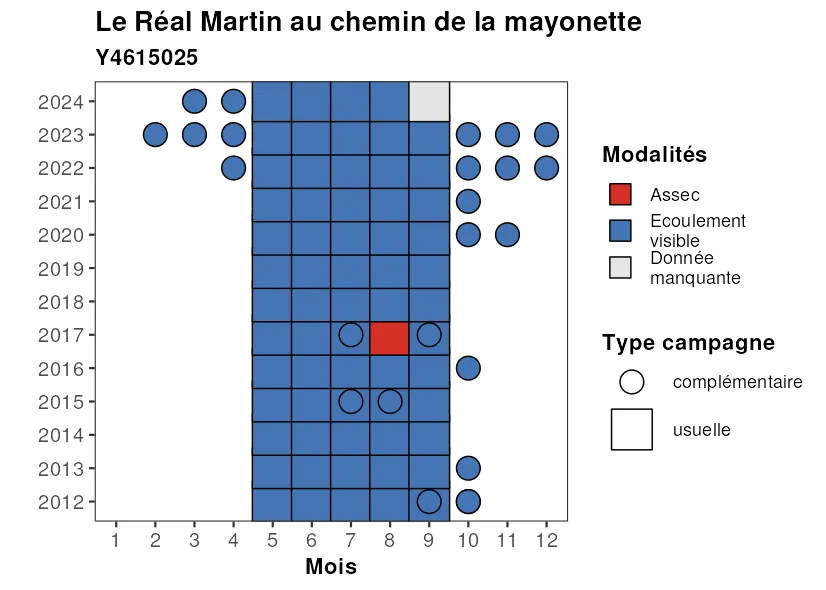 Le Réal Martin au chemin de la mayonette
Y4615025
2024
2023
2022
2021
2020
2019
2018
2017
2016
2015
2014
2013
2012
1 2 3 4 5 6 7 8 9 10 11 12
Mois
Modalités
Assec
Ecoulement
visible
Donnée
manquante
Type campagne
complémentaire
usuelle